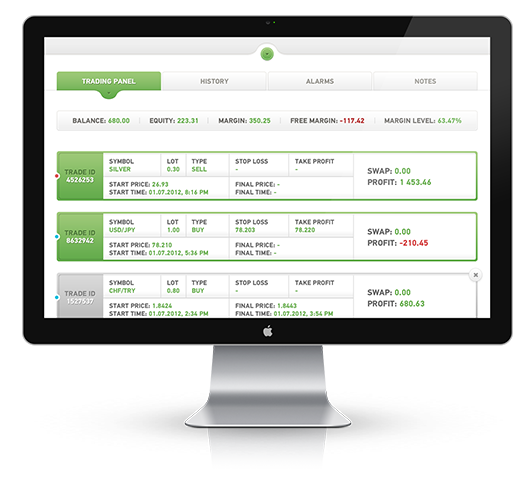 TRADING PANEL HISTORY ALARMS NOTES
BALANCE: 680.00 EQUITY: 223.31 MARGIN: 350.25 FREE MARGIN: -117.42 MARGIN LEVEL: 63.47%
TRADE ID
4526253
SYMBOL LOT TYPE STOP LOSS TAKE PROFIT
SILVER 0.30 SELL - -
START PRICE: 26.93 FINAL PRICE: -
START TIME: 01.07.2012, 8:16 PM FINAL TIME: -
SWAP: 0.00
PROFIT: 1 453.46
TRADE ID
8632942
SYMBOL LOT TYPE STOP LOSS TAKE PROFIT
USD/JPY 1.00 BUY 78.203 78.220
START PRICE: 78.210 FINAL PRICE: -
START TIME: 01.07.2012, 5:36 PM FINAL TIME: -
SWAP: 0.00
PROFIT: -210.45
TRADE ID
1527537
SYMBOL LOT TYPE STOP LOSS TAKE PROFIT
CHF/TRY 0.80 BUY - -
START PRICE: 1.8424 FINAL PRICE: 1.8443
START TIME: 01.07.2012, 2:34 PM FINAL TIME: 01.07.2012, 3:54 PM
SWAP: 0.00
PROFIT: 680.63